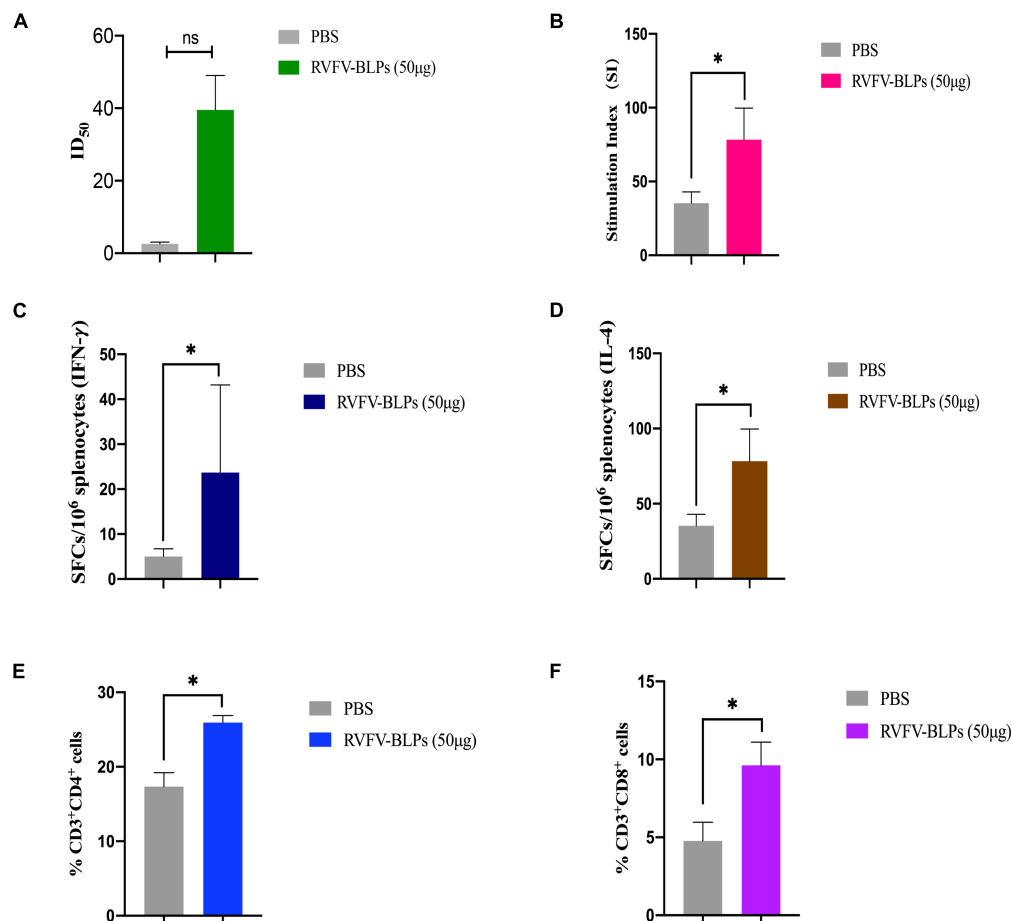 A
ID50
60
40
20
0
ns
PBS
RVFV-BLPs (50μg)
B
Stimulation Index （SI）
150
100
50
0
*
PBS
RVFV-BLPs (50μg)
C
SFCs/10⁶ splenocytes (IFN-γ)
50
40
30
20
10
0
*
PBS
RVFV-BLPs (50μg)
D
SFCs/10⁶ splenocytes (IL-4)
150
100
50
0
*
PBS
RVFV-BLPs (50μg)
E
% CD3⁺CD4⁺ cells
30
20
10
0
*
PBS
RVFV-BLPs (50μg)
F
% CD3⁺CD8⁺ cells
15
10
5
0
*
PBS
RVFV-BLPs (50μg)